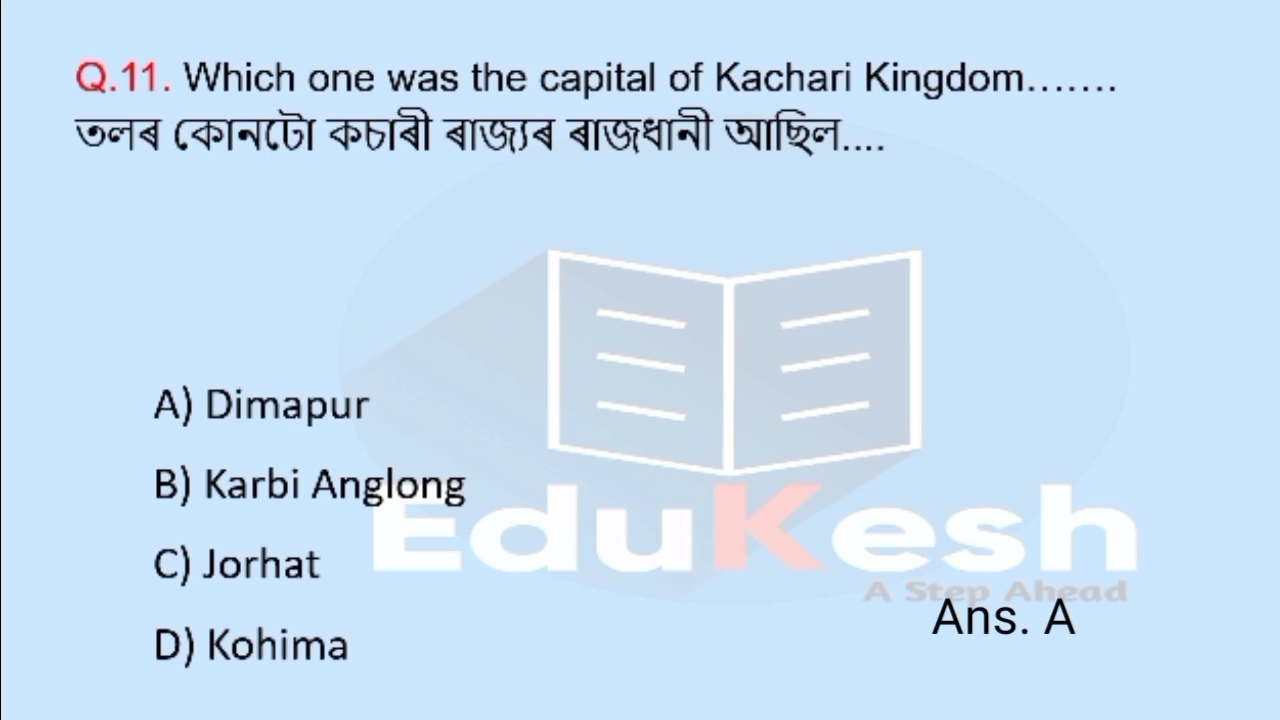 Q.11. Which one was the capital of Kachari Kingdom.......
তলৰ কোনটো কচাৰী ৰাজ্যৰ ৰাজধানী আছিল....
A) Dimapur
B) Karbi Anglong
C) Jorhat
D) Kohima
EduKesh
A Step Ahead
Ans. A